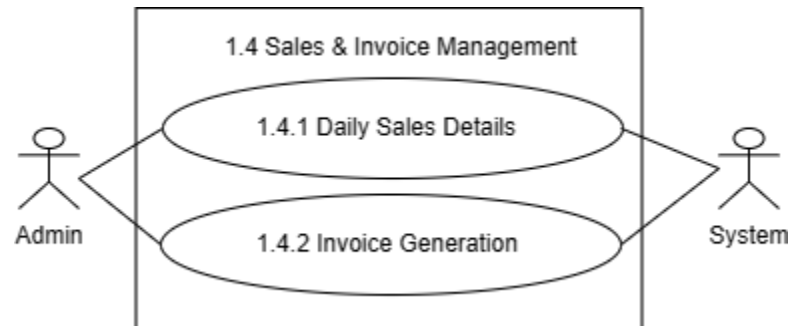 1.4 Sales & Invoice Management
1.4.1 Daily Sales Details
Admin
System
1.4.2 Invoice Generation